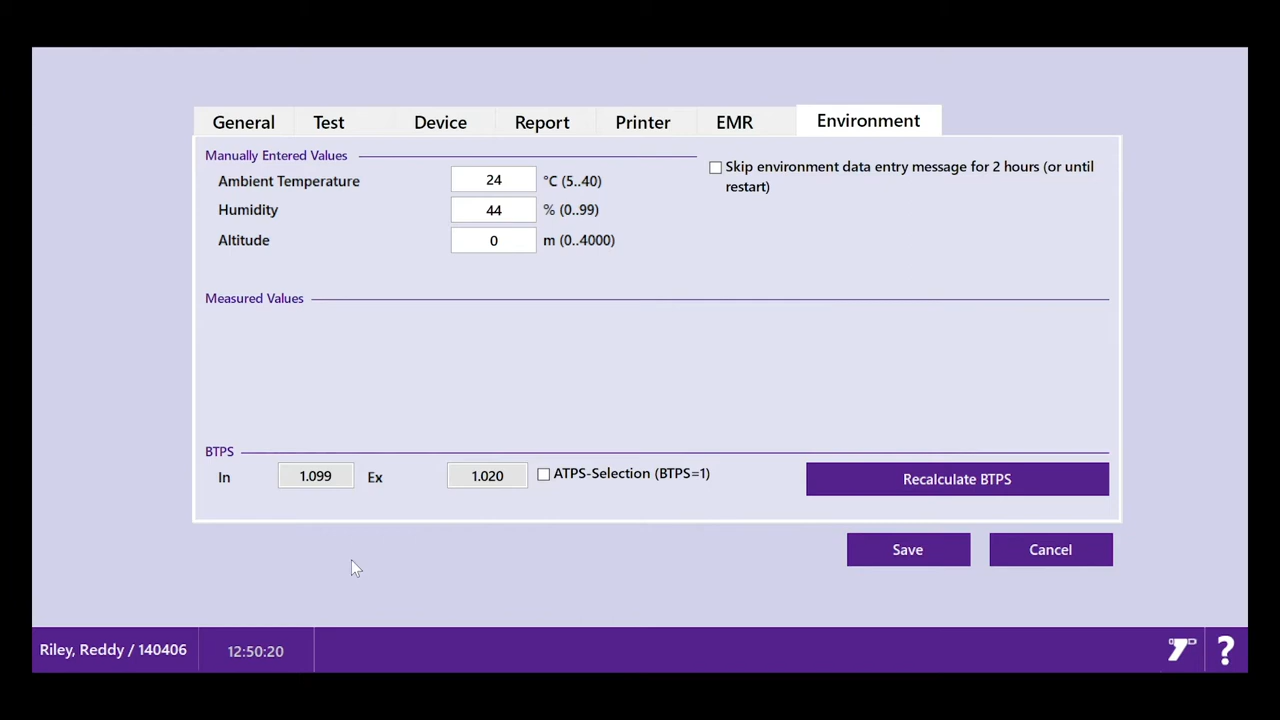 General Test Device Report Printer EMR Environment
Manually Entered Values
Ambient Temperature 24 °C (5..40)
Humidity 44 % (0..99)
Altitude 0 m (0..4000)
Skip environment data entry message for 2 hours (or until
restart)
Measured Values
BTPS
In 1.099 Ex 1.020 ATPS-Selection (BTPS=1) Recalculate BTPS
Save Cancel
Riley, Reddy / 140406 12:50:20 ?